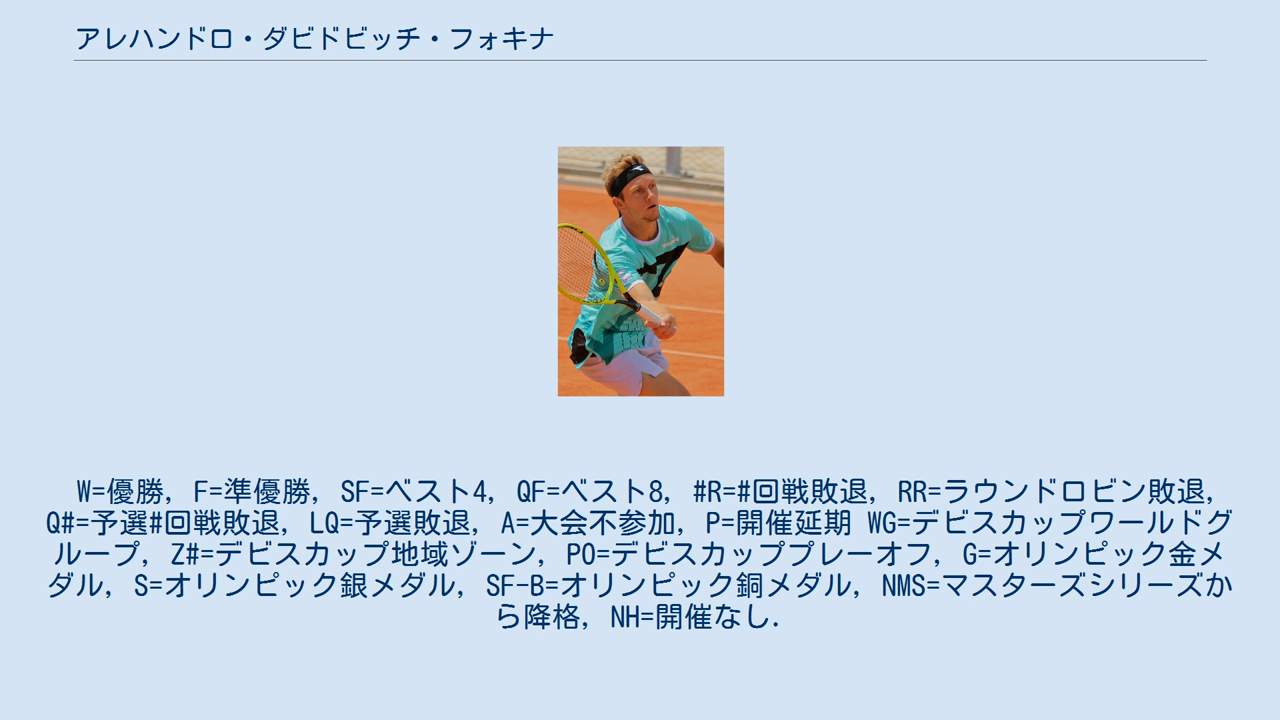 アレハンドロ・ダビドビッチ・フォキナ
W=優勝, F=準優勝, SF=ベスト4, QF=ベスト8, #R=#回戦敗退, RR=ラウンドロビン敗退,
Q#=予選#回戦敗退, LQ=予選敗退, A=大会不参加, P=開催延期 WG=デビスカップワールドグ
ループ, Z#=デビスカップ地域ゾーン, PO=デビスカッププレーオフ, G=オリンピック金メ
ダル, S=オリンピック銀メダル, SF-B=オリンピック銅メダル, NMS=マスターズシリーズか
ら降格, NH=開催なし.